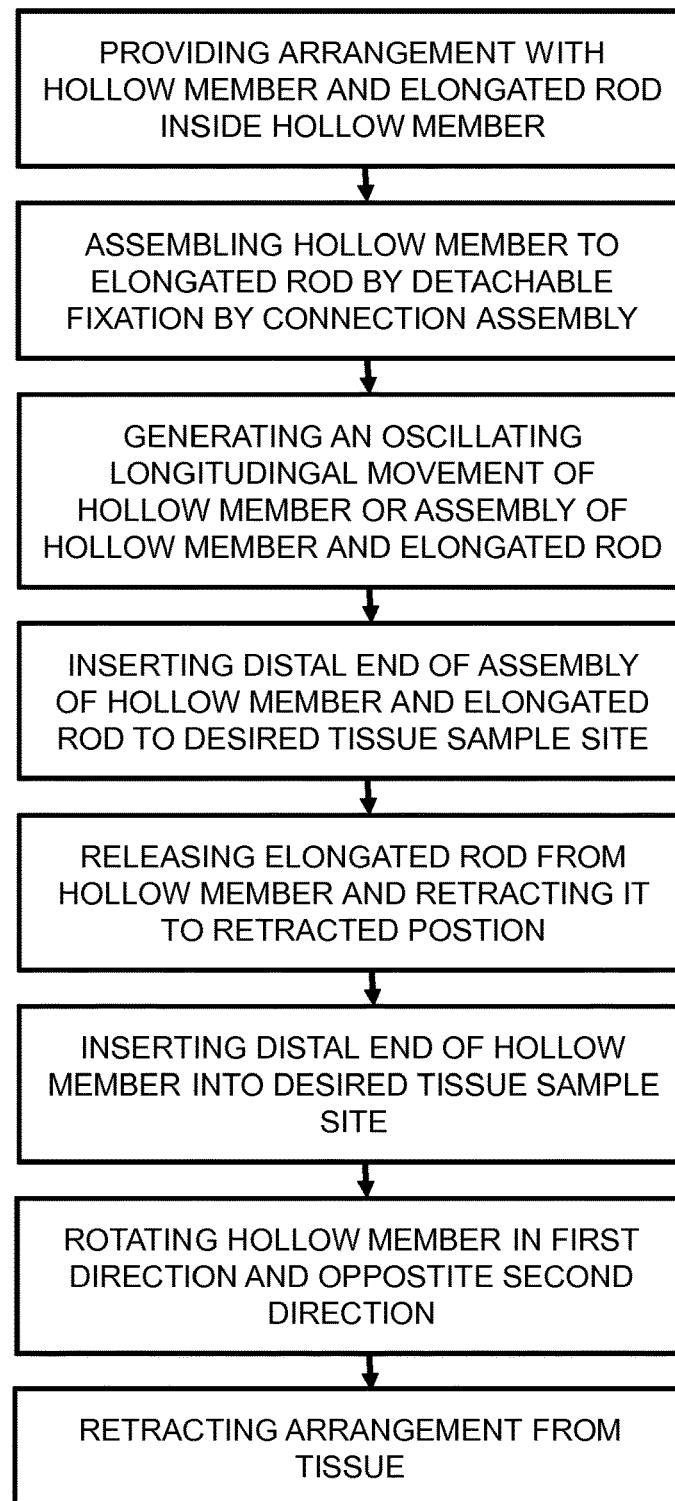 PROVIDING ARRANGEMENT WITH
HOLLOW MEMBER AND ELONGATED ROD
INSIDE HOLLOW MEMBER
ASSEMBLING HOLLOW MEMBER TO
ELONGATED ROD BY DETACHABLE
FIXATION BY CONNECTION ASSEMBLY
GENERATING AN OSCILLATING
LONGITUDINGAL MOVEMENT OF
HOLLOW MEMBER OR ASSEMBLY OF
HOLLOW MEMBER AND ELONGATED ROD
INSERTING DISTAL END OF ASSEMBLY
OF HOLLOW MEMBER AND ELONGATED
ROD TO DESIRED TISSUE SAMPLE SITE
RELEASING ELONGATED ROD FROM
HOLLOW MEMBER AND RETRACTING IT
TO RETRACTED POSTION
INSERTING DISTAL END OF HOLLOW
MEMBER INTO DESIRED TISSUE SAMPLE
SITE
ROTATING HOLLOW MEMBER IN FIRST
DIRECTION AND OPPOSTITE SECOND
DIRECTION
RETRACTING ARRANGEMENT FROM
TISSUE